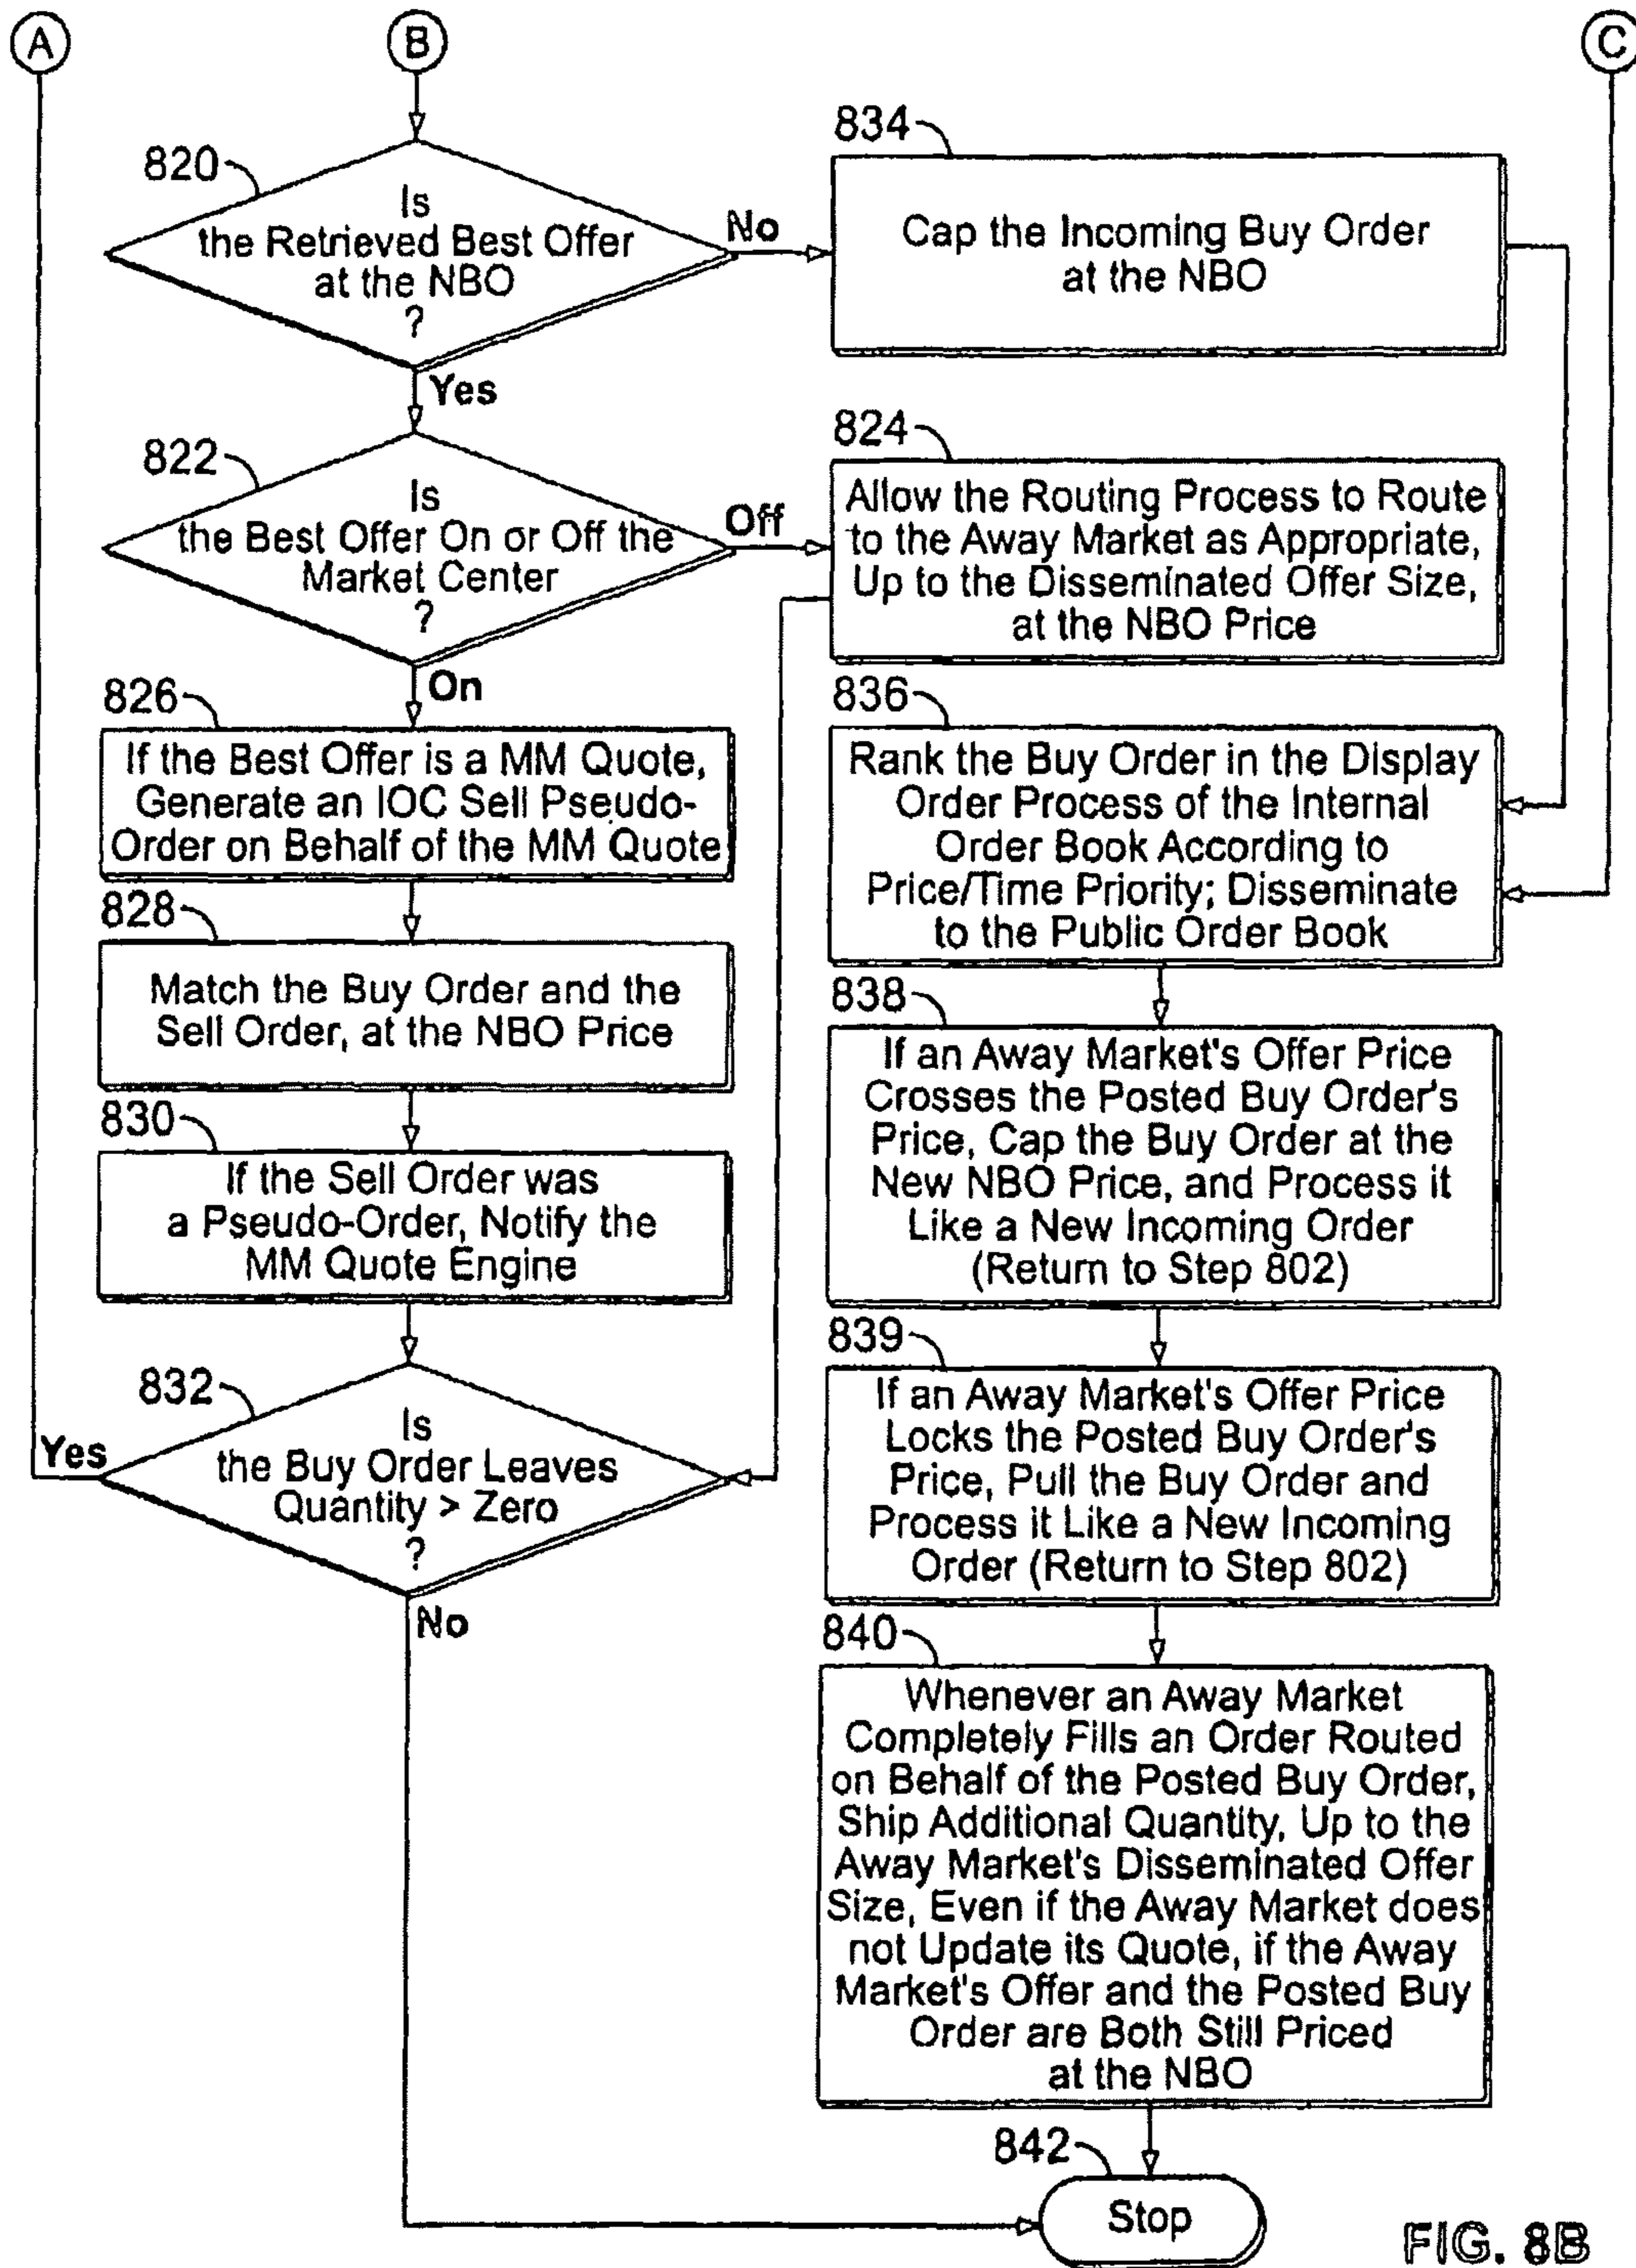 A
B
C
820
Is
the Retrieved Best Offer
at the NBO
?
No
Yes
834
Cap the Incoming Buy Order
at the NBO
822
Is
the Best Offer On or Off the
Market Center
?
Off
On
824
Allow the Routing Process to Route
to the Away Market as Appropriate,
Up to the Disseminated Offer Size,
at the NBO Price
826
If the Best Offer is a MM Quote,
Generate an IOC Sell Pseudo-
Order on Behalf of the MM Quote
828
Match the Buy Order and the
Sell Order, at the NBO Price
830
If the Sell Order was
a Pseudo-Order, Notify the
MM Quote Engine
832
Is
the Buy Order Leaves
Quantity > Zero
?
Yes
No
836
Rank the Buy Order in the Display
Order Process of the Internal
Order Book According to
Price/Time Priority; Disseminate
to the Public Order Book
838
If an Away Market's Offer Price
Crosses the Posted Buy Order's
Price, Cap the Buy Order at the
New NBO Price, and Process it
Like a New Incoming Order
(Return to Step 802)
839
If an Away Market's Offer Price
Locks the Posted Buy Order's
Price, Pull the Buy Order and
Process it Like a New Incoming
Order (Return to Step 802)
840
Whenever an Away Market
Completely Fills an Order Routed
on Behalf of the Posted Buy Order,
Ship Additional Quantity, Up to the
Away Market's Disseminated Offer
Size, Even if the Away Market does
not Update its Quote, if the Away
Market's Offer and the Posted Buy
Order are Both Still Priced
at the NBO
842
Stop
FIG. 8B